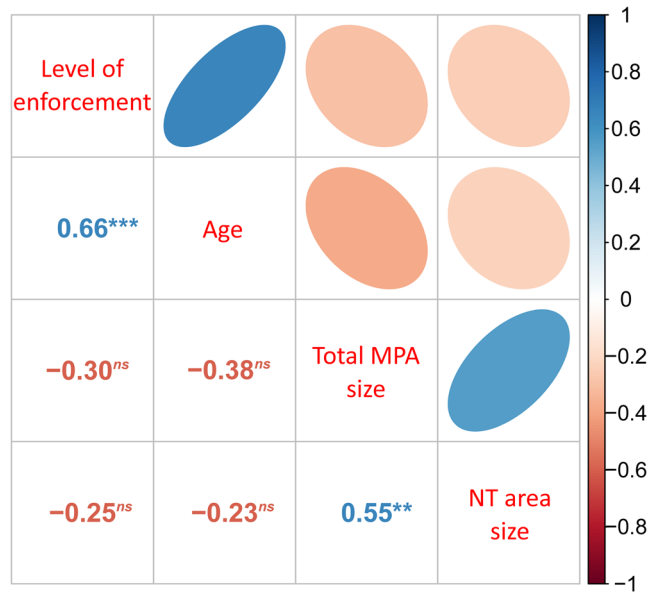 Level of
enforcement
0.66*** Age
−0.30ns −0.38ns Total MPA
size
−0.25ns −0.23ns 0.55** NT area
size
1
0.8
0.6
0.4
0.2
0
−0.2
−0.4
−0.6
−0.8
−1